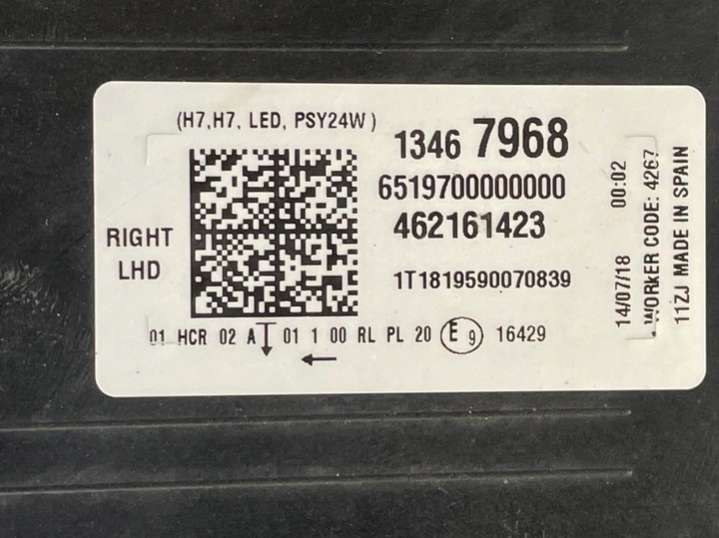 (H7,H7, LED, PSY24W)
1346 7968
6519700000000
462161423
RIGHT
LHD
1T1819590070839
01 HCR 02 A 01 1 00 RL PL 20 E9 16429
14/07/18 00:02
WORKER CODE: 4267
11ZJ MADE IN SPAIN